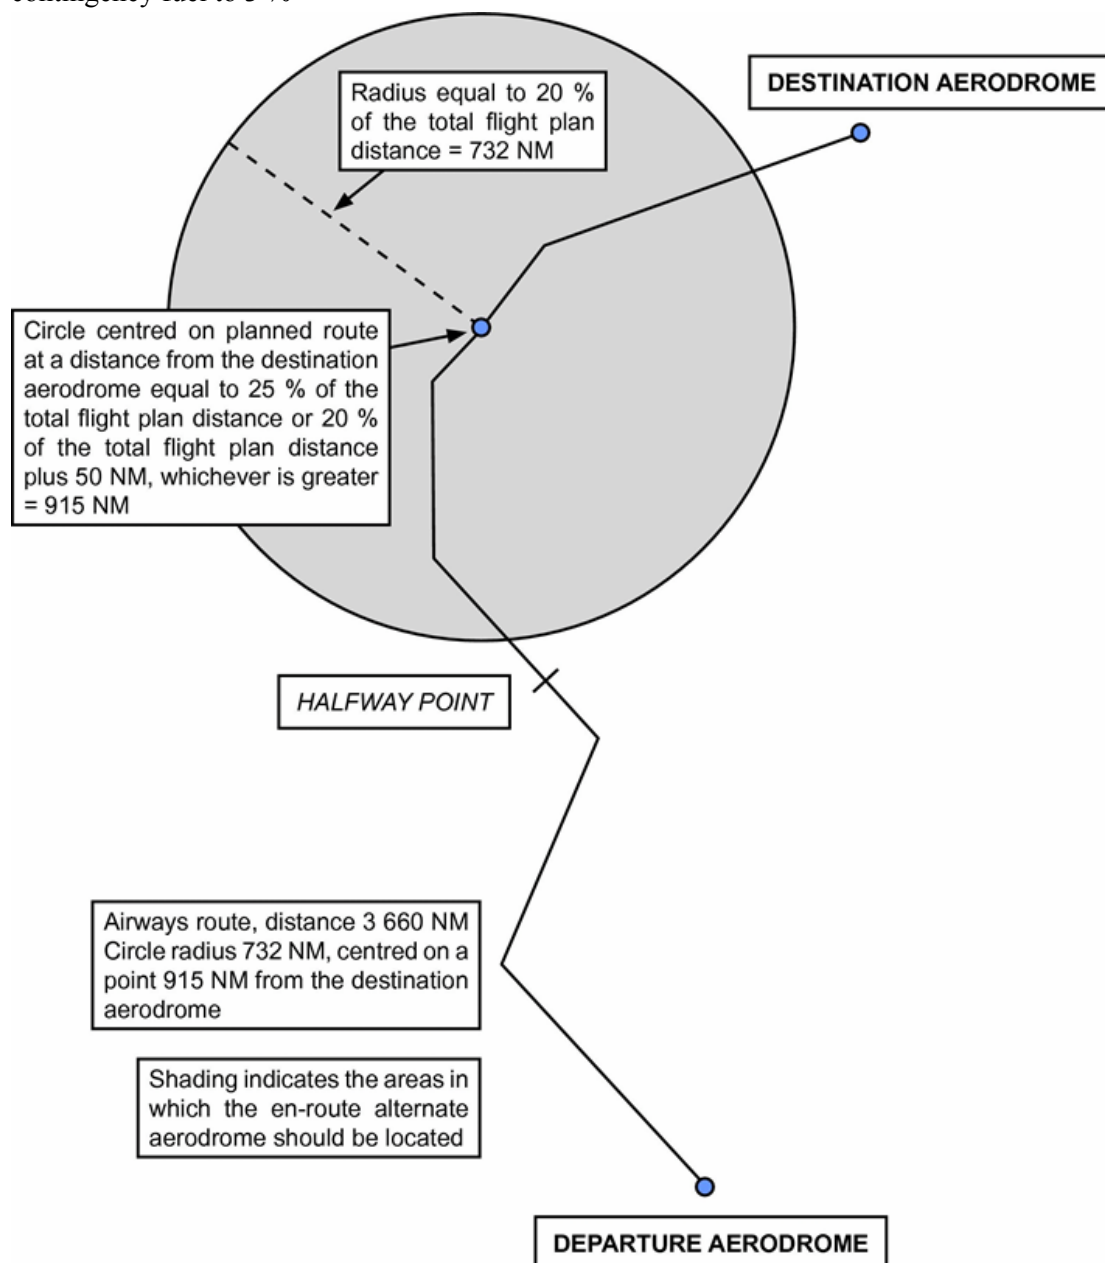 contingency fuel to 3 %
DESTINATION AERODROME
Radius equal to 20 %
of the total flight plan
distance = 732 NM
Circle centred on planned route
at a distance from the destination
aerodrome equal to 25 % of the
total flight plan distance or 20 %
of the total flight plan distance
plus 50 NM, whichever is greater
= 915 NM
HALFWAY POINT
Airways route, distance 3 660 NM
Circle radius 732 NM, centred on a
point 915 NM from the destination
aerodrome
Shading indicates the areas in
which the en-route alternate
aerodrome should be located
DEPARTURE AERODROME